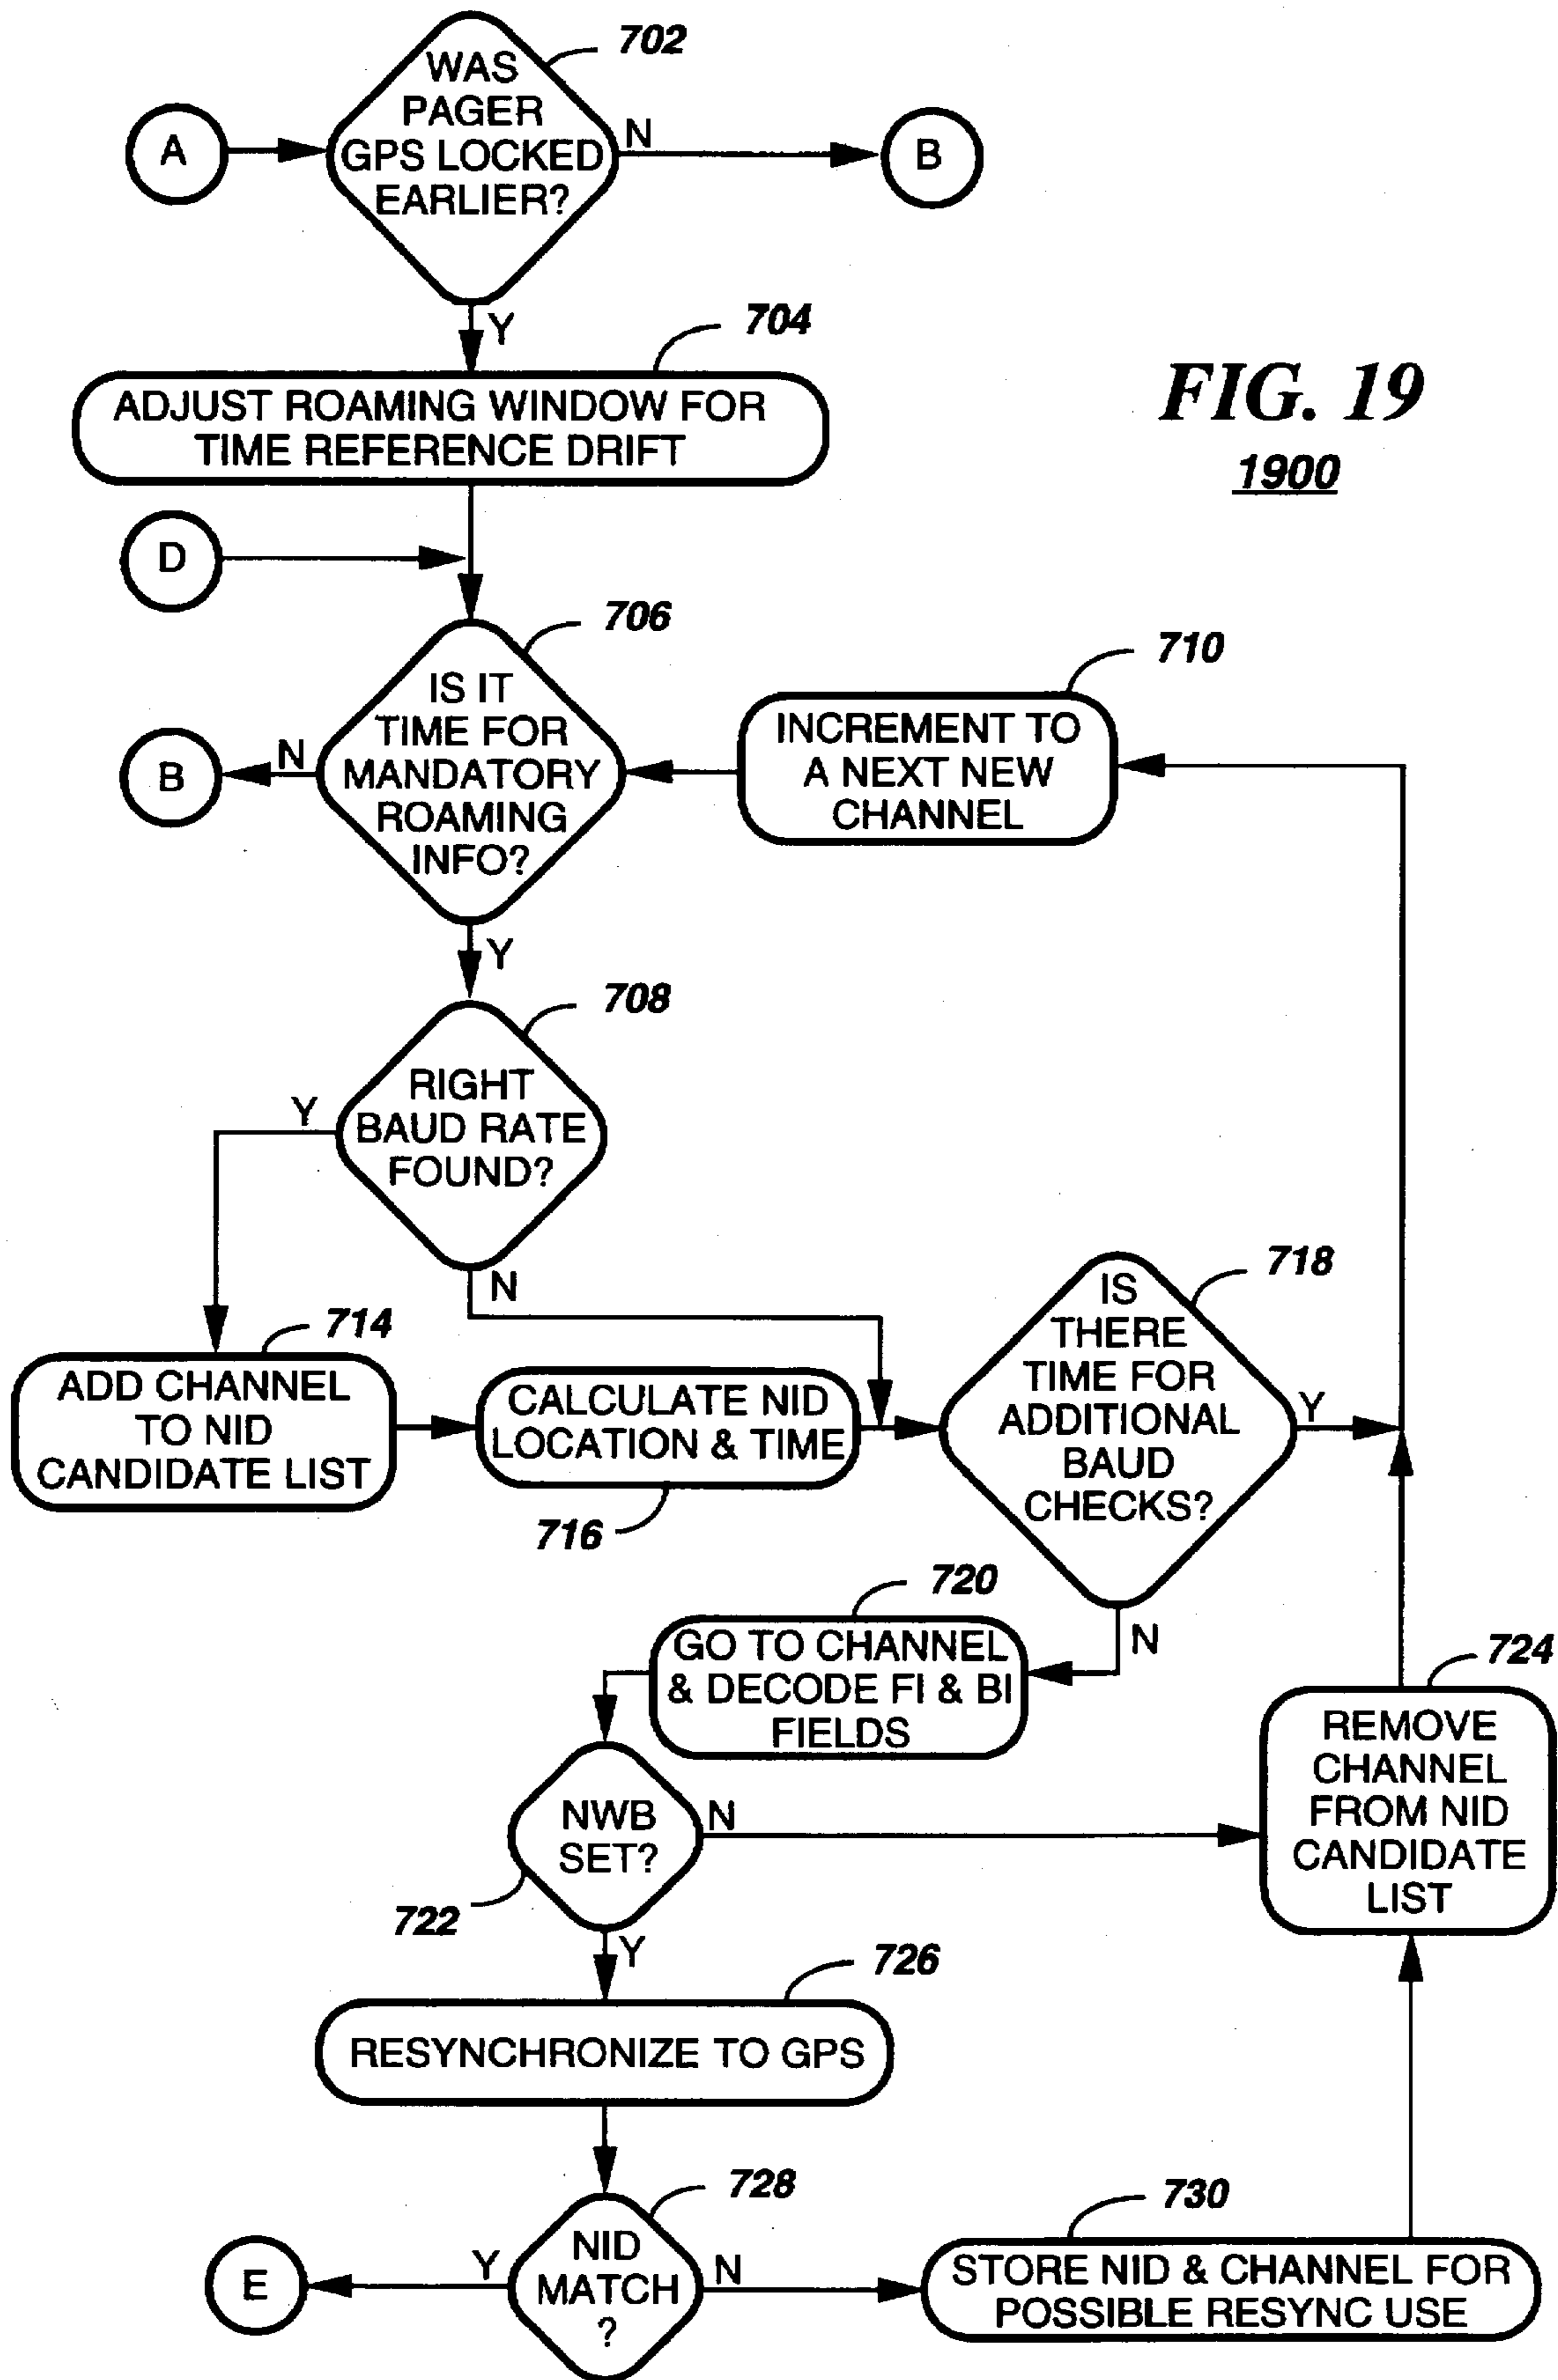 702
WAS
PAGER
GPS LOCKED
EARLIER?
A
N
B
Y
704
ADJUST ROAMING WINDOW FOR
TIME REFERENCE DRIFT
FIG. 19
1900
D
706
IS IT
TIME FOR
MANDATORY
ROAMING
INFO?
N
B
710
INCREMENT TO
A NEXT NEW
CHANNEL
Y
708
RIGHT
BAUD RATE
FOUND?
Y
N
714
ADD CHANNEL
TO NID
CANDIDATE LIST
CALCULATE NID
LOCATION & TIME
716
718
IS
THERE
TIME FOR
ADDITIONAL
BAUD
CHECKS?
Y
N
720
GO TO CHANNEL
& DECODE FI & BI
FIELDS
724
REMOVE
CHANNEL
FROM NID
CANDIDATE
LIST
NWB
SET?
N
722
Y
726
RESYNCHRONIZE TO GPS
728
NID
MATCH
?
Y
E
N
730
STORE NID & CHANNEL FOR
POSSIBLE RESYNC USE